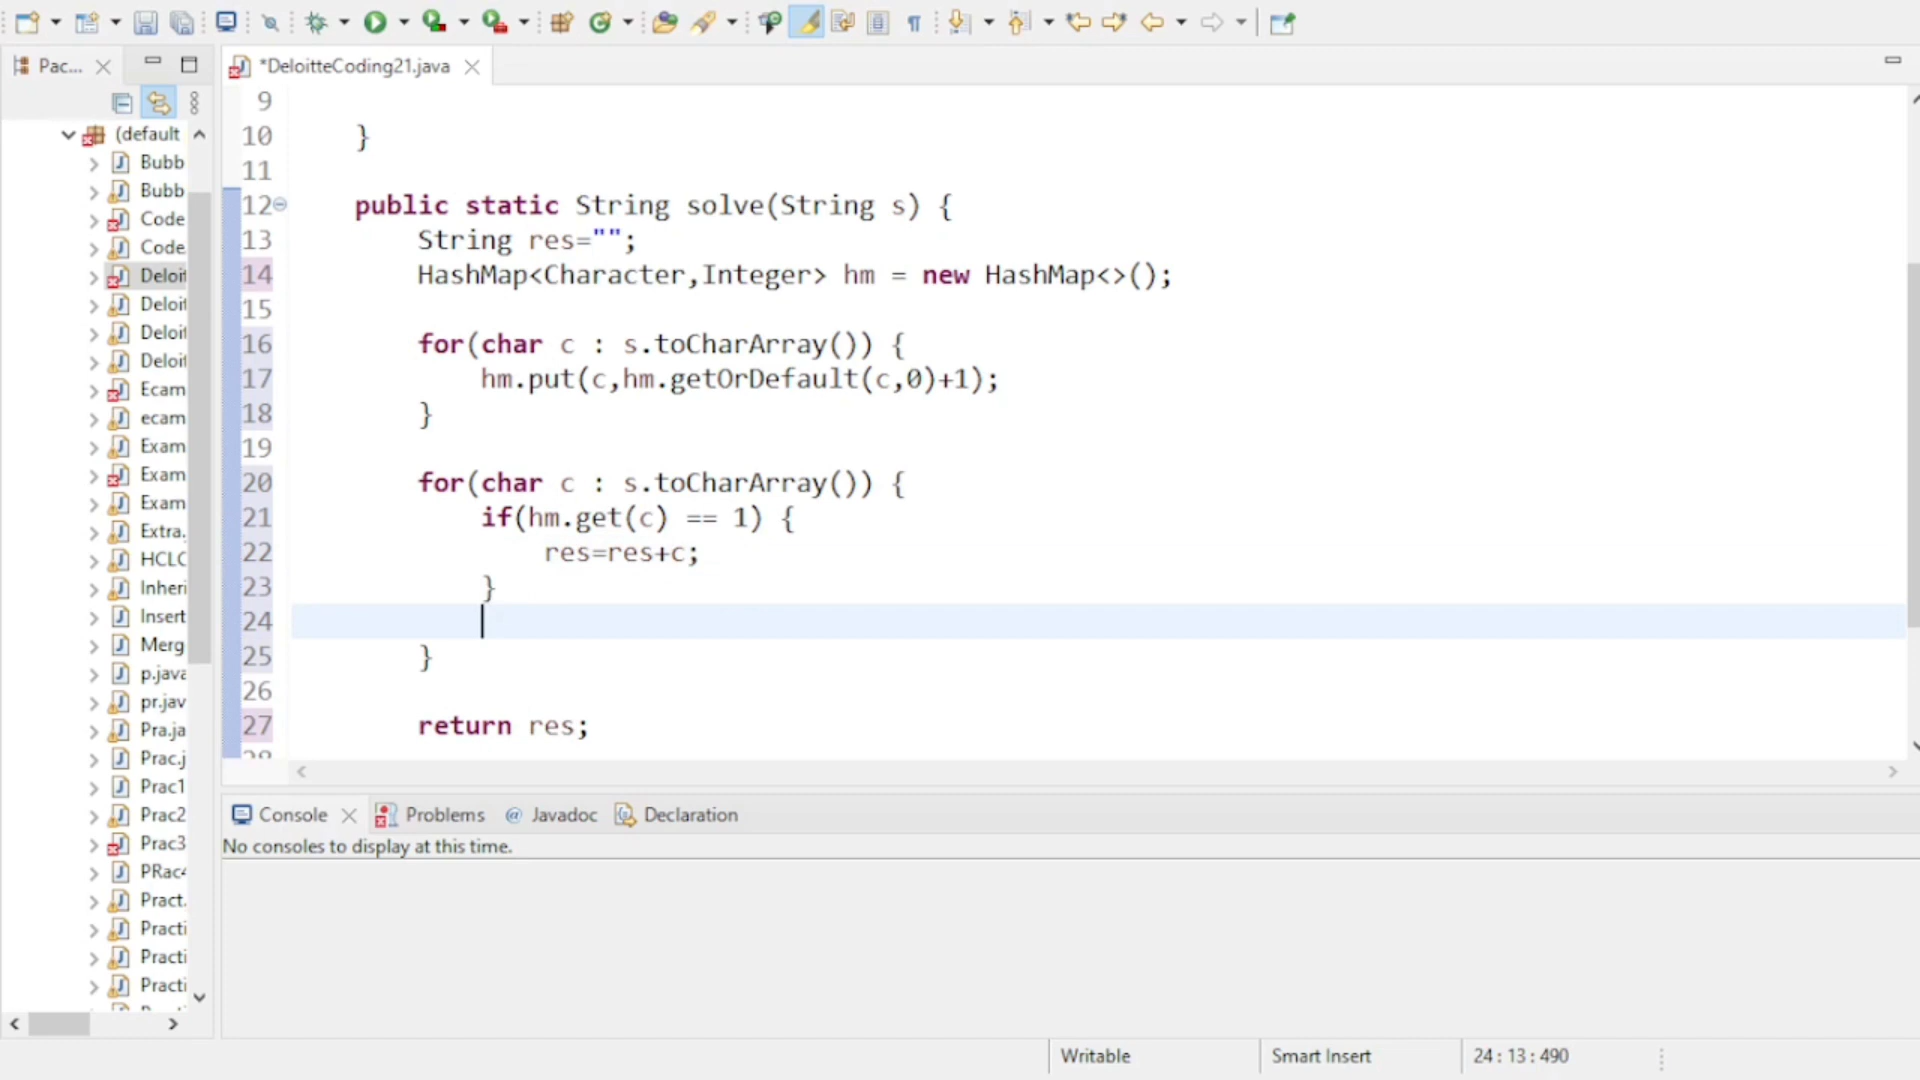 Pac...
*DeloitteCoding21.java
(default
Bubb
Bubb
Code
Code
Deloit
Deloit
Deloit
Deloit
Ecam
ecam
Exam
Exam
Exam
Extra.
HCLC
Inheri
Insert
Merg
p.java
pr.jav
Pra.ja
Prac.j
Prac1
Prac2
Prac3
PRac4
Pract.
Practi
Practi
Practi
9
10 }
11
12 public static String solve(String s) {
13 String res="";
14 HashMap<Character,Integer> hm = new HashMap<>();
15
16 for(char c : s.toCharArray()) {
17 hm.put(c,hm.getOrDefault(c,0)+1);
18 }
19
20 for(char c : s.toCharArray()) {
21 if(hm.get(c) == 1) {
22 res=res+c;
23 }
24
25 }
26
27 return res;
Console Problems @ Javadoc Declaration
No consoles to display at this time.
Writable Smart Insert 24 : 13 : 490